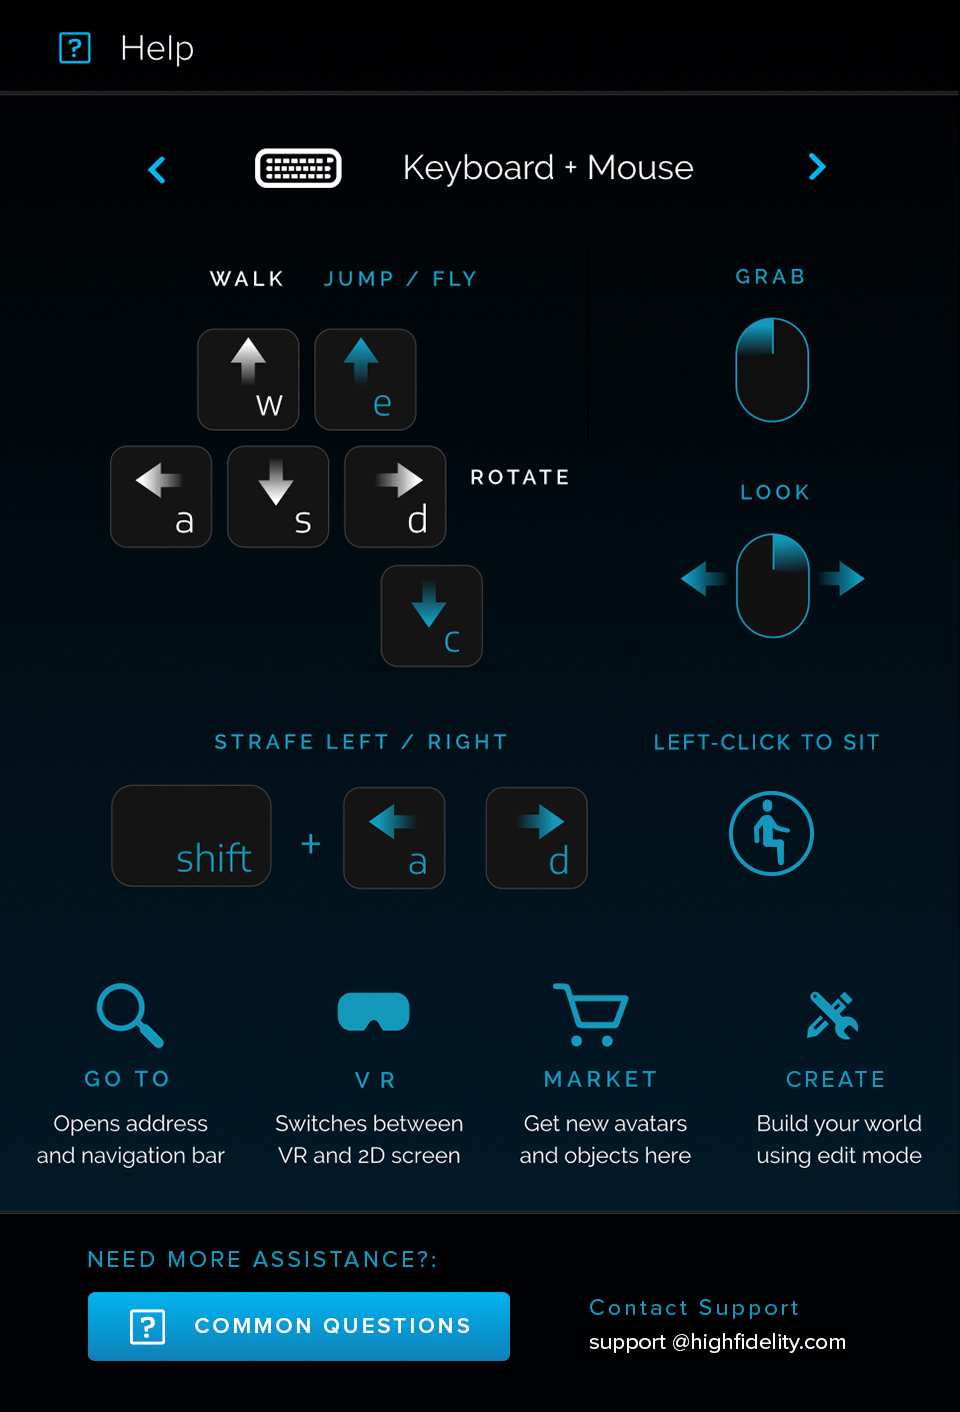 ? Help
Keyboard + Mouse
WALK JUMP / FLY
GRAB
w e
a s d ROTATE
LOOK
c
STRAFE LEFT / RIGHT
LEFT-CLICK TO SIT
shift + a d
GO TO VR MARKET CREATE
Opens address
and navigation bar
Switches between
VR and 2D screen
Get new avatars
and objects here
Build your world
using edit mode
NEED MORE ASSISTANCE?:
? COMMON QUESTIONS
Contact Support
support @highfidelity.com